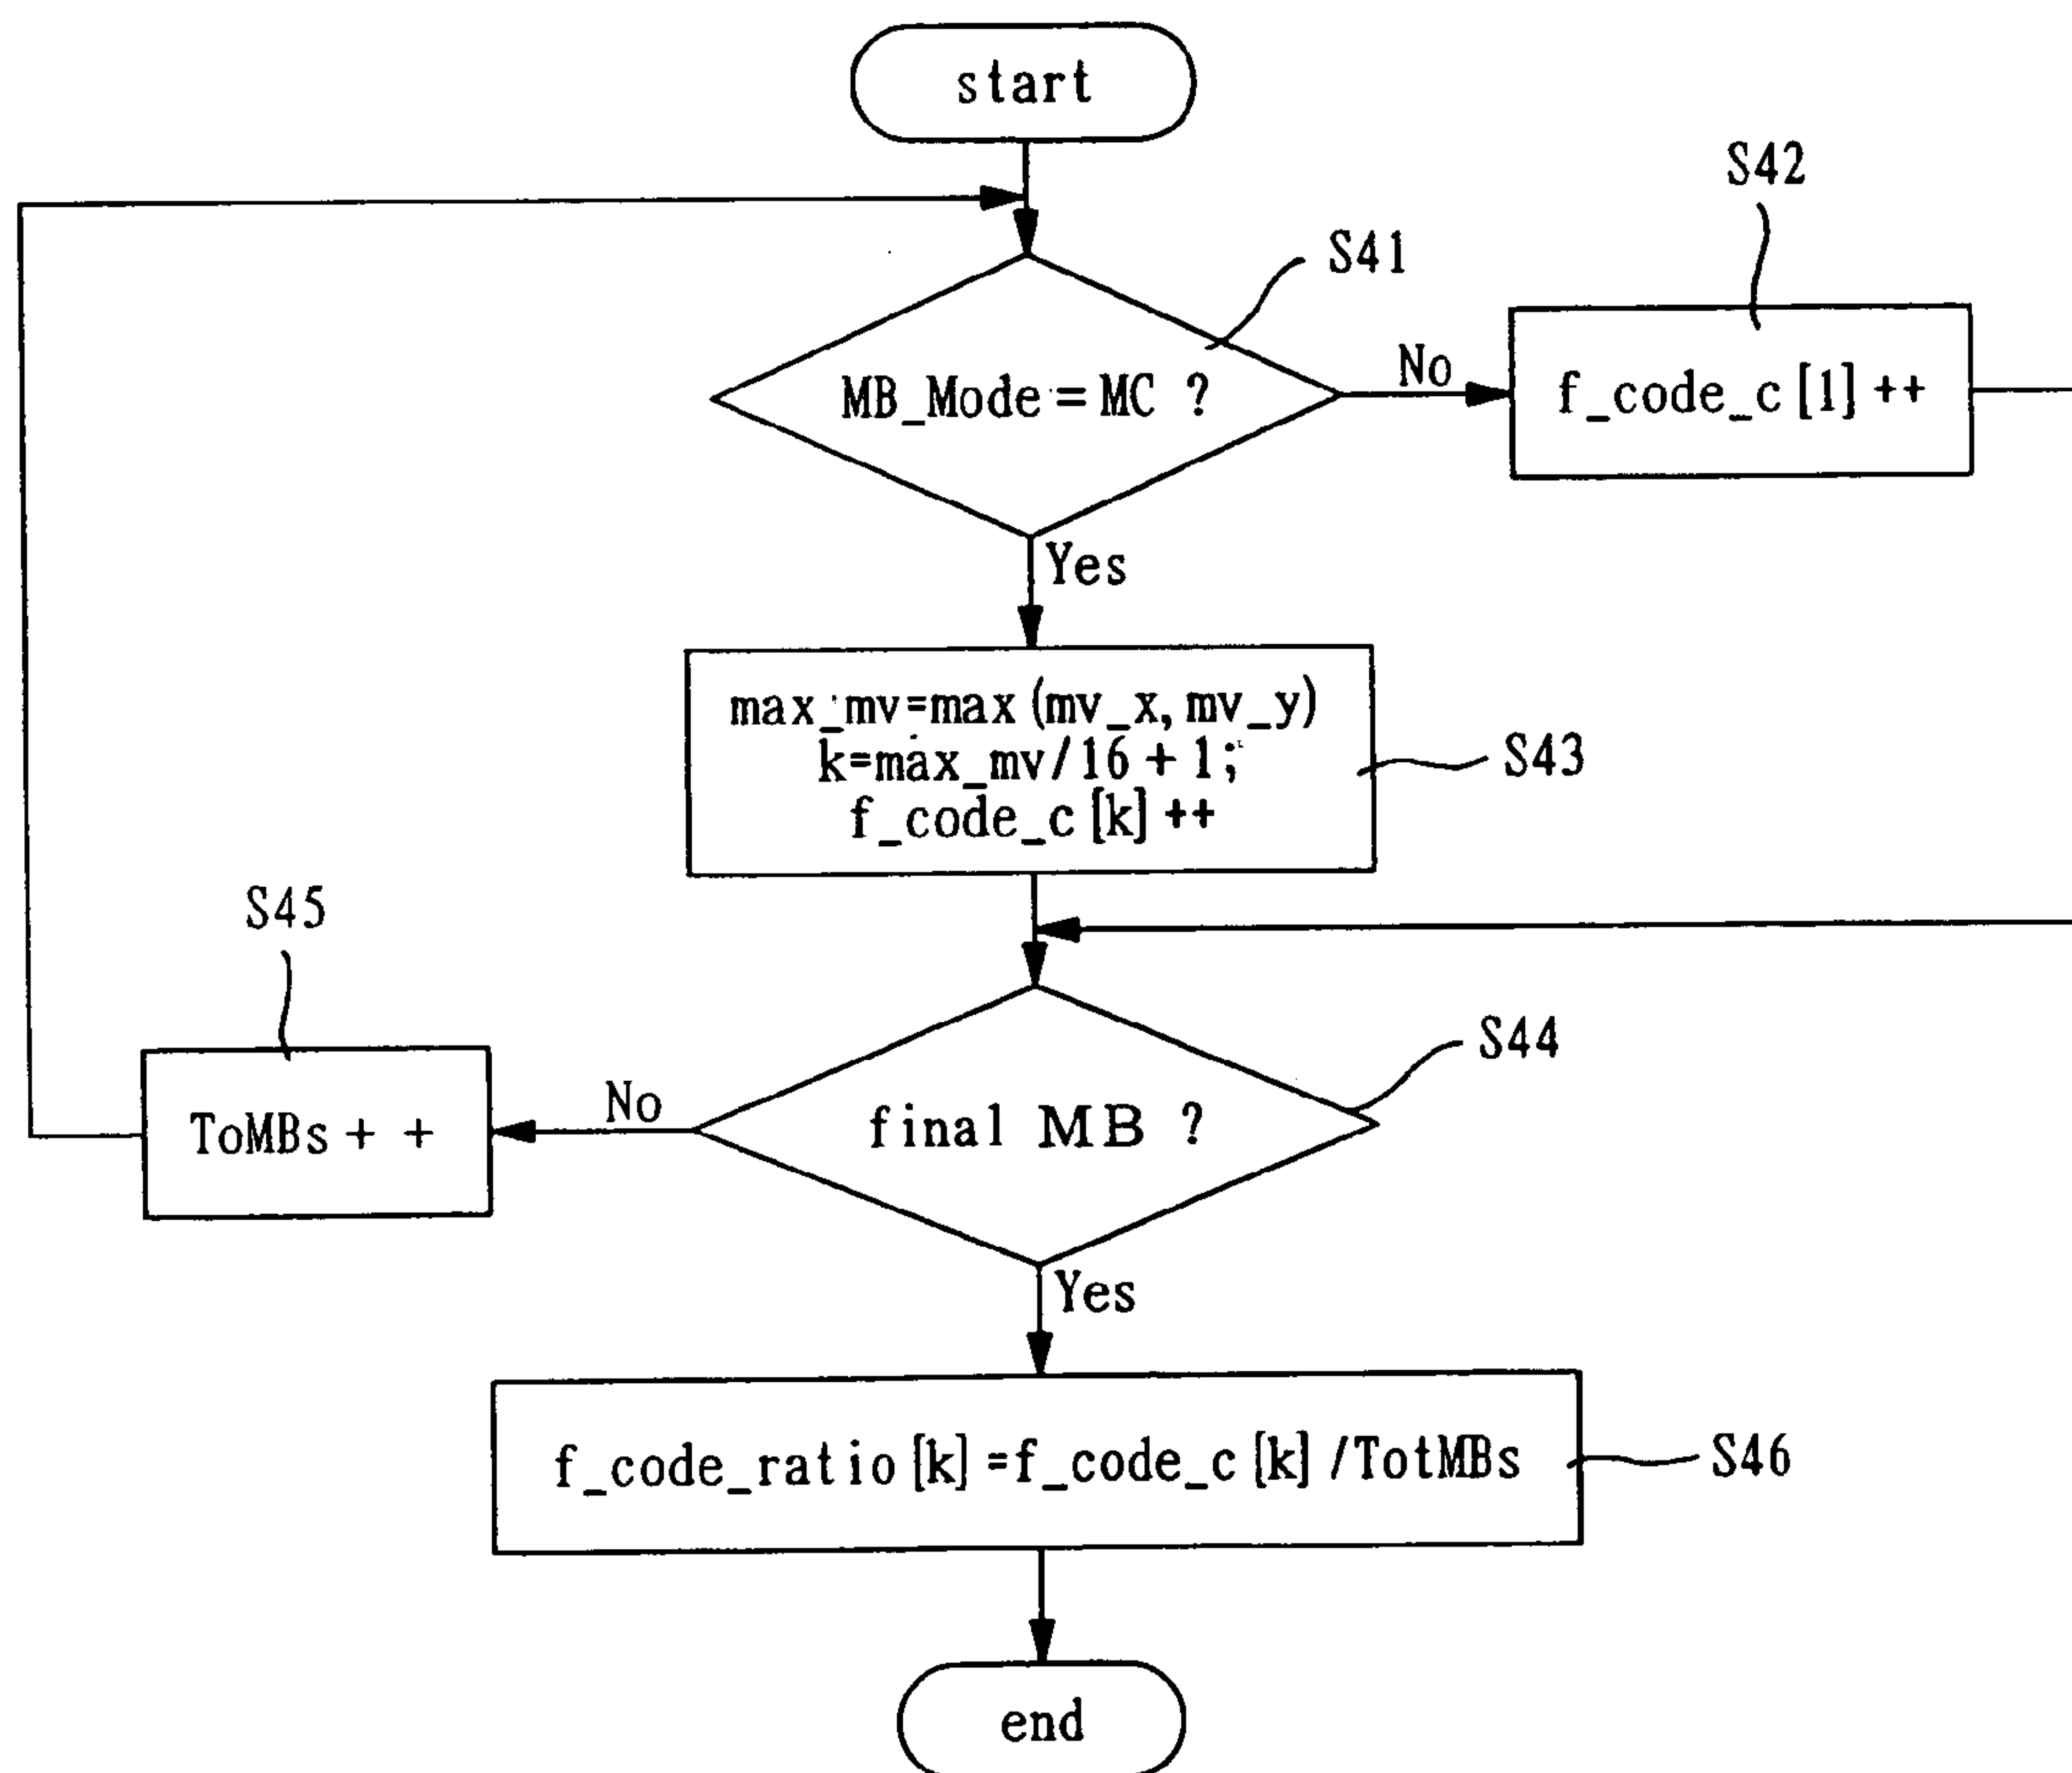 start
S42
S41
MB_Mode = MC ?
No
f_code_c [1] ++
Yes
max_mv=max (mv_x, mv_y)
k=max_mv/16 + 1;
f_code_c [k] ++
S43
S45
S44
ToMBs + +
No
final MB ?
Yes
f_code_ratio [k] =f_code_c [k] /TotMBs
S46
end